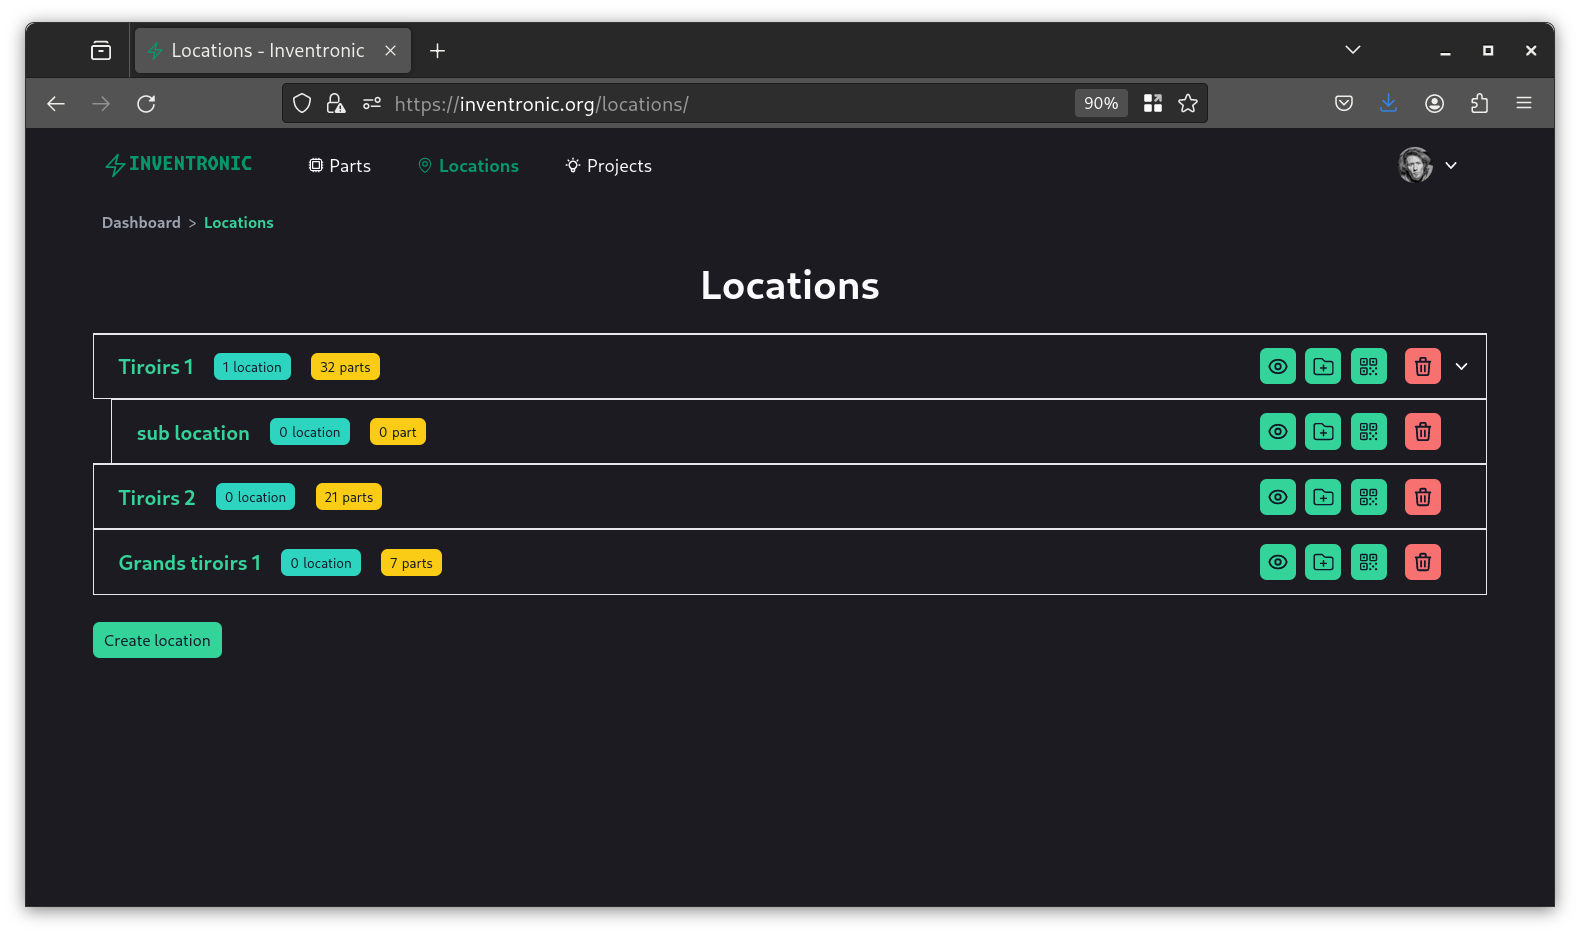 Locations - Inventronic
https://inventronic.org/locations/ 90%
INVENTRONIC Parts Locations Projects
Dashboard > Locations
Locations
Tiroirs 1 1 location 32 parts
sub location 0 location 0 part
Tiroirs 2 0 location 21 parts
Grands tiroirs 1 0 location 7 parts
Create location